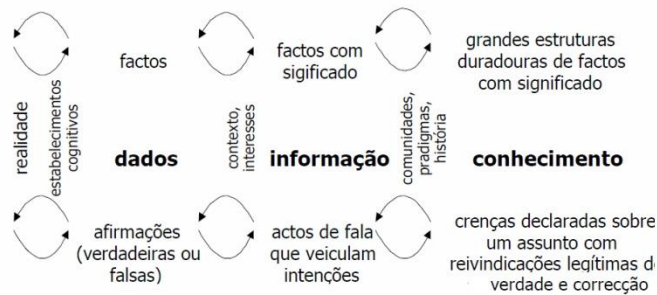 factos
factos com
sigificado
grandes estruturas
duradouras de factos
com significado
realidade
estabelecimentos
cognitivos
dados
contexto,
interesses
informação
comunidades,
pradigmas,
história
conhecimento
afirmações
(verdadeiras ou
falsas)
actos de fala
que veiculam
intenções
crenças declaradas sobre
um assunto com
reivindicações legítimas d
verdade e correcção